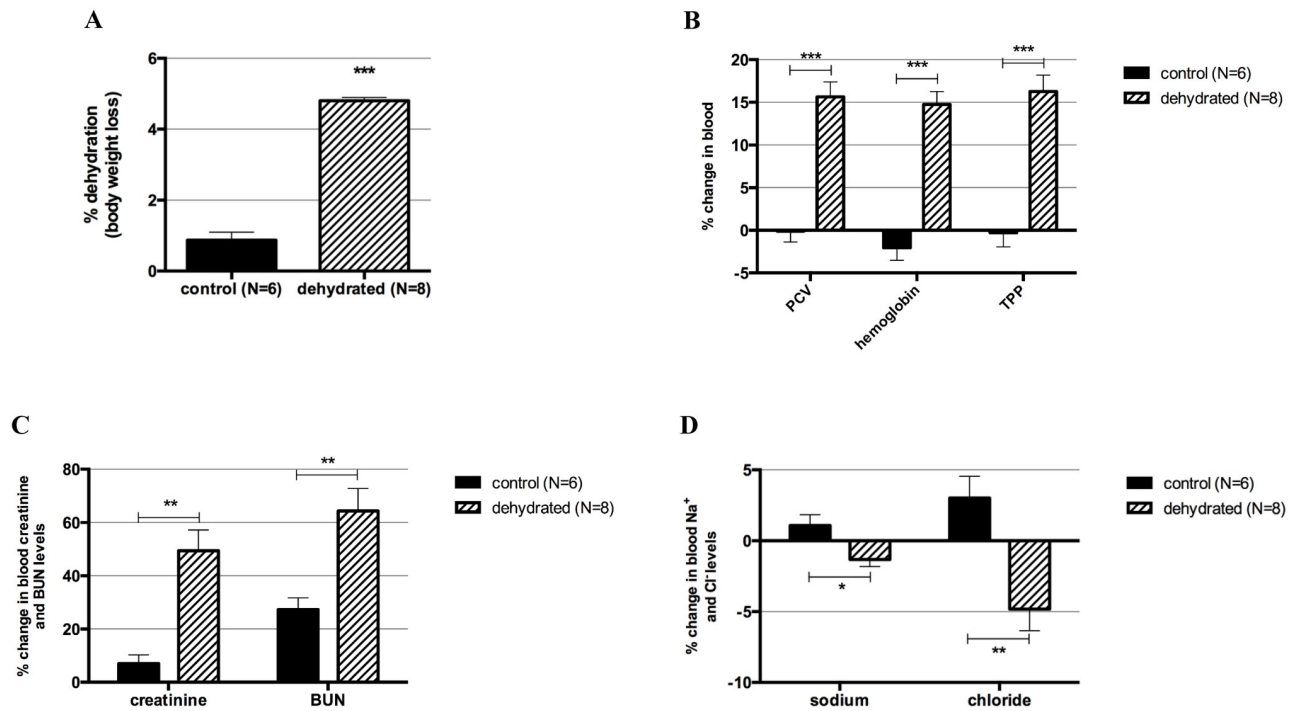 A
% dehydration
(body weight loss)
6
4
2
0
***
control (N=6)
dehydrated (N=8)
B
% change in blood
20
15
10
5
0
-5
***
***
***
PCV
hemoglobin
TPP
control (N=6)
dehydrated (N=8)
C
% change in blood creatinine
and BUN levels
80
60
40
20
0
**
**
creatinine
BUN
control (N=6)
dehydrated (N=8)
D
% change in blood Na⁺
and Cl⁻ levels
5
0
-5
-10
*
**
sodium
chloride
control (N=6)
dehydrated (N=8)